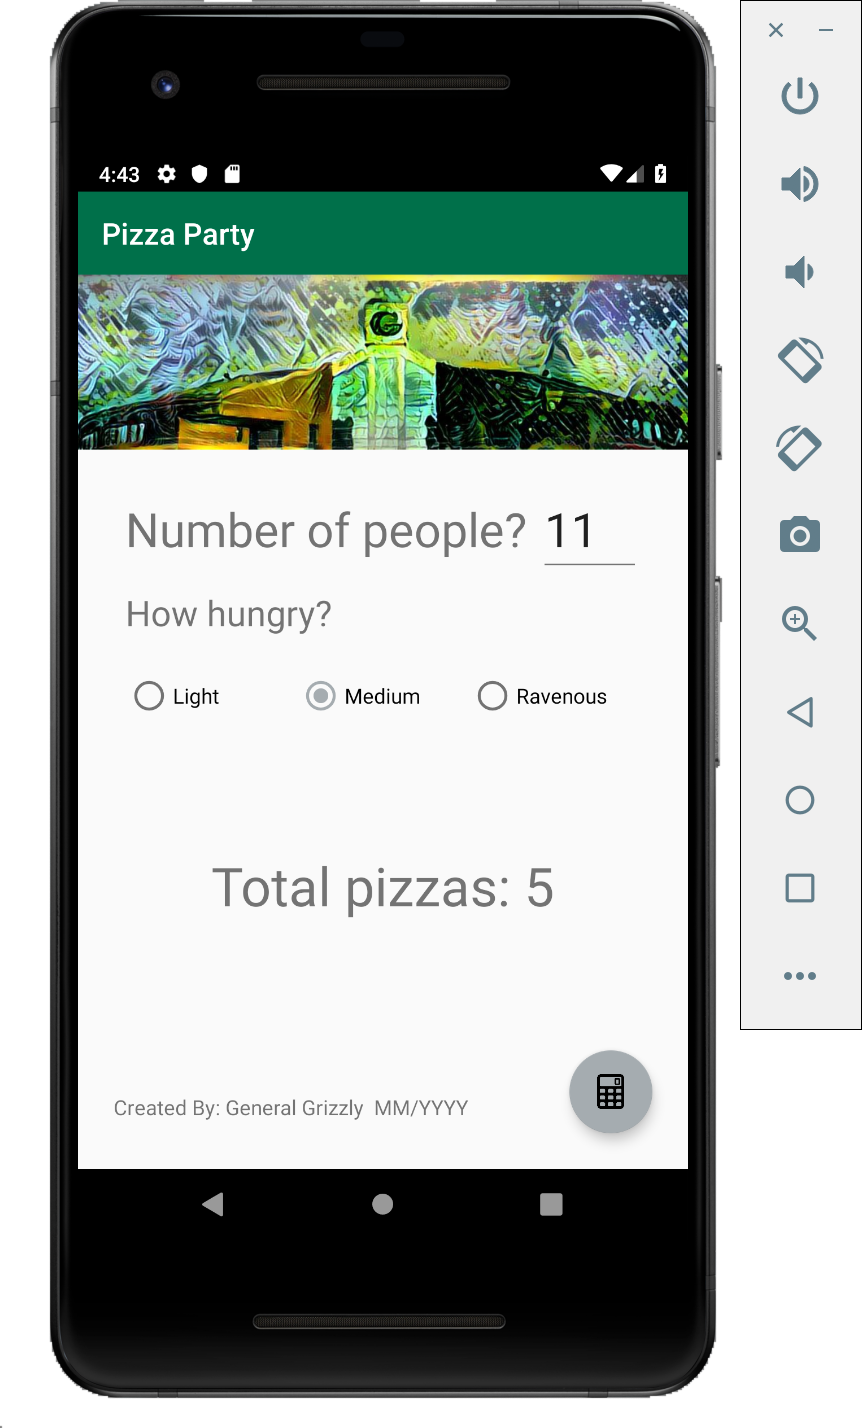 4:43
Pizza Party
G
Number of people? 11
How hungry?
Light Medium Ravenous
Total pizzas: 5
Created By: General Grizzly MM/YYYY